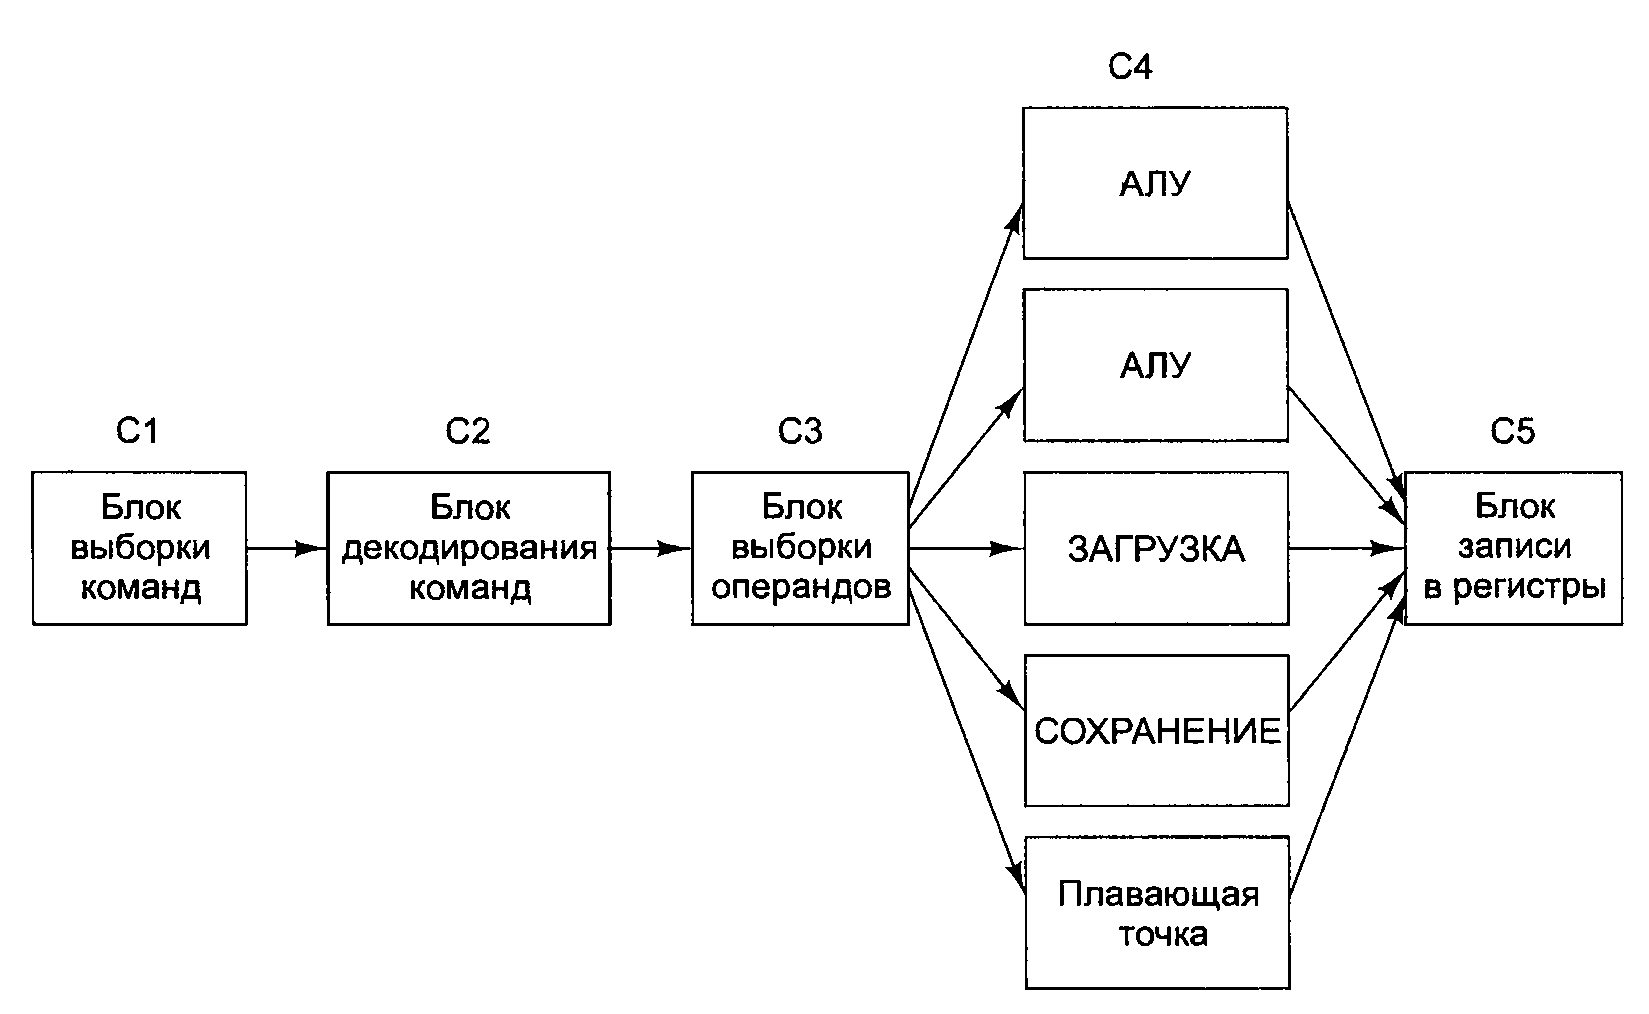 С1
Блок
выборки
команд
С2
Блок
декодирования
команд
С3
Блок
выборки
операндов
С4
АЛУ
АЛУ
ЗАГРУЗКА
СОХРАНЕНИЕ
Плавающая
точка
С5
Блок
записи
в регистры